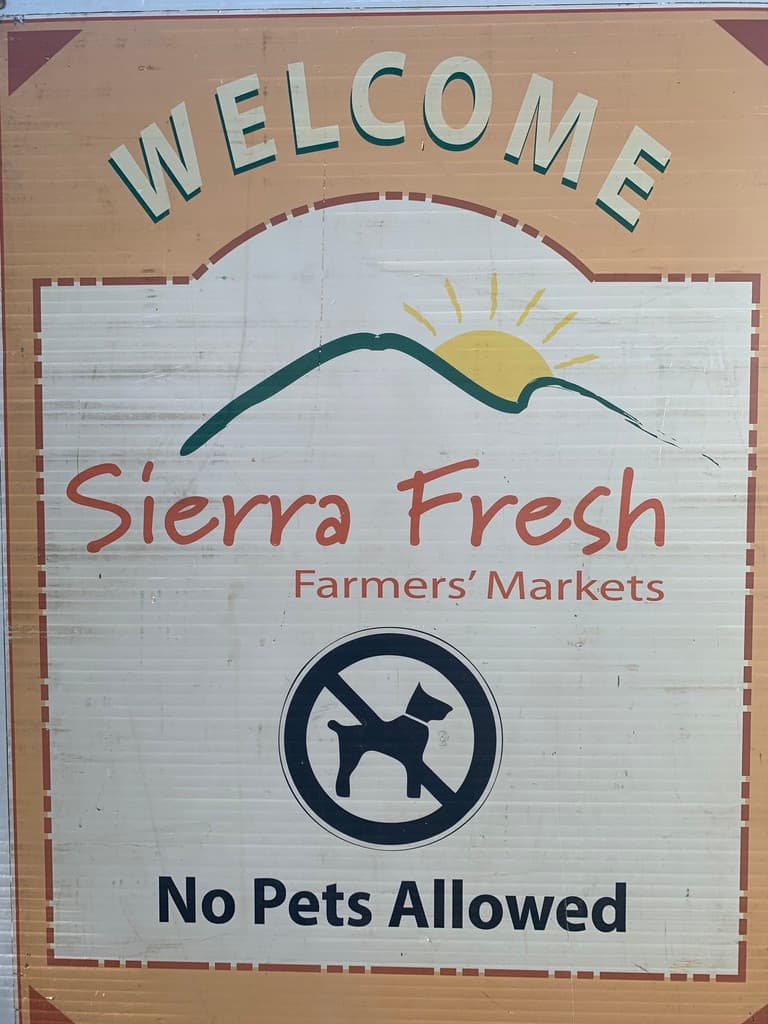 WELCOME
Sierra Fresh
Farmers’ Markets
No Pets Allowed